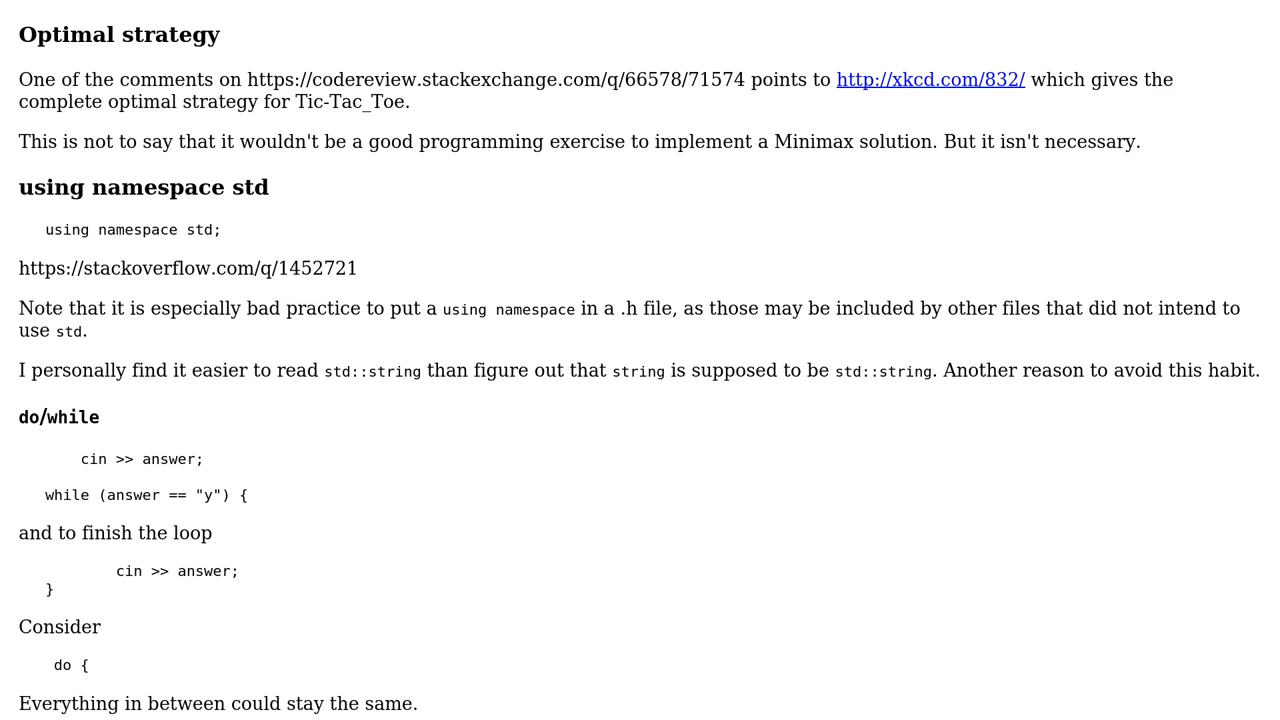 Optimal strategy
One of the comments on https://codereview.stackexchange.com/q/66578/71574 points to http://xkcd.com/832/ which gives the
complete optimal strategy for Tic-Tac_Toe.
This is not to say that it wouldn't be a good programming exercise to implement a Minimax solution. But it isn't necessary.
using namespace std
using namespace std;
https://stackoverflow.com/q/1452721
Note that it is especially bad practice to put a using namespace in a .h file, as those may be included by other files that did not intend to
use std.
I personally find it easier to read std::string than figure out that string is supposed to be std::string. Another reason to avoid this habit.
do/while
cin >> answer;
while (answer == "y") {
and to finish the loop
cin >> answer;
}
Consider
do {
Everything in between could stay the same.